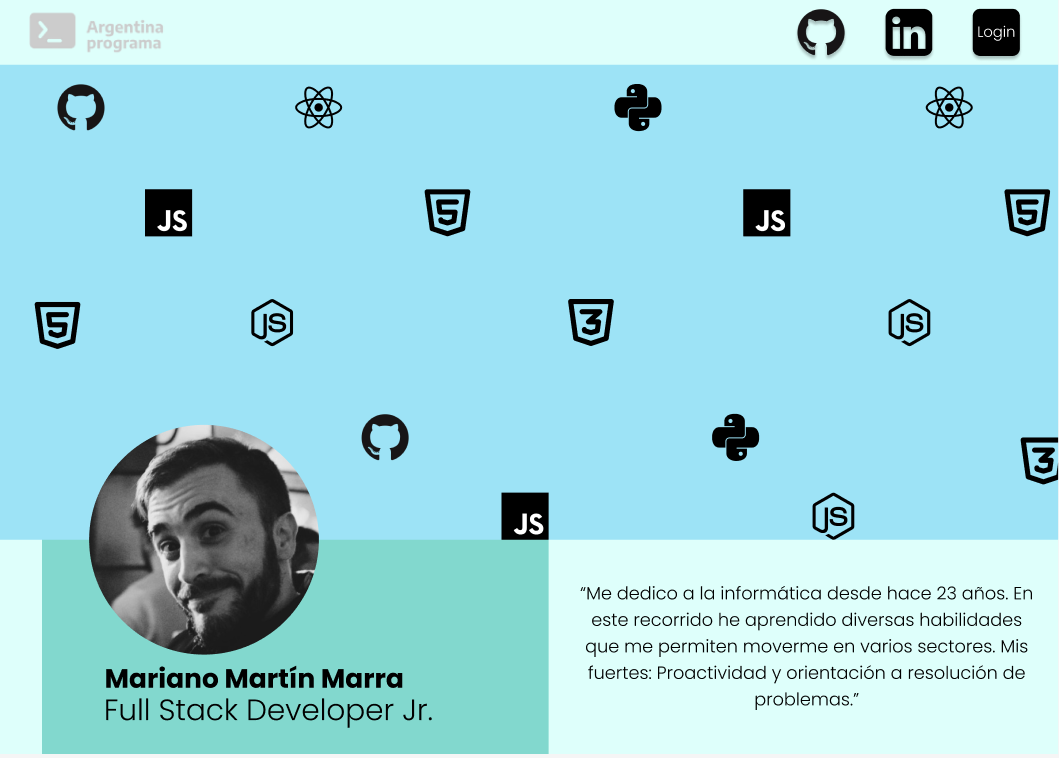 Argentina
programa
Login
JS
5
JS
5
5
JS
3
JS
3
JS
JS
Mariano Martín Marra
Full Stack Developer Jr.
“Me dedico a la informática desde hace 23 años. En
este recorrido he aprendido diversas habilidades
que me permiten moverme en varios sectores. Mis
fuertes: Proactividad y orientación a resolución de
problemas.”